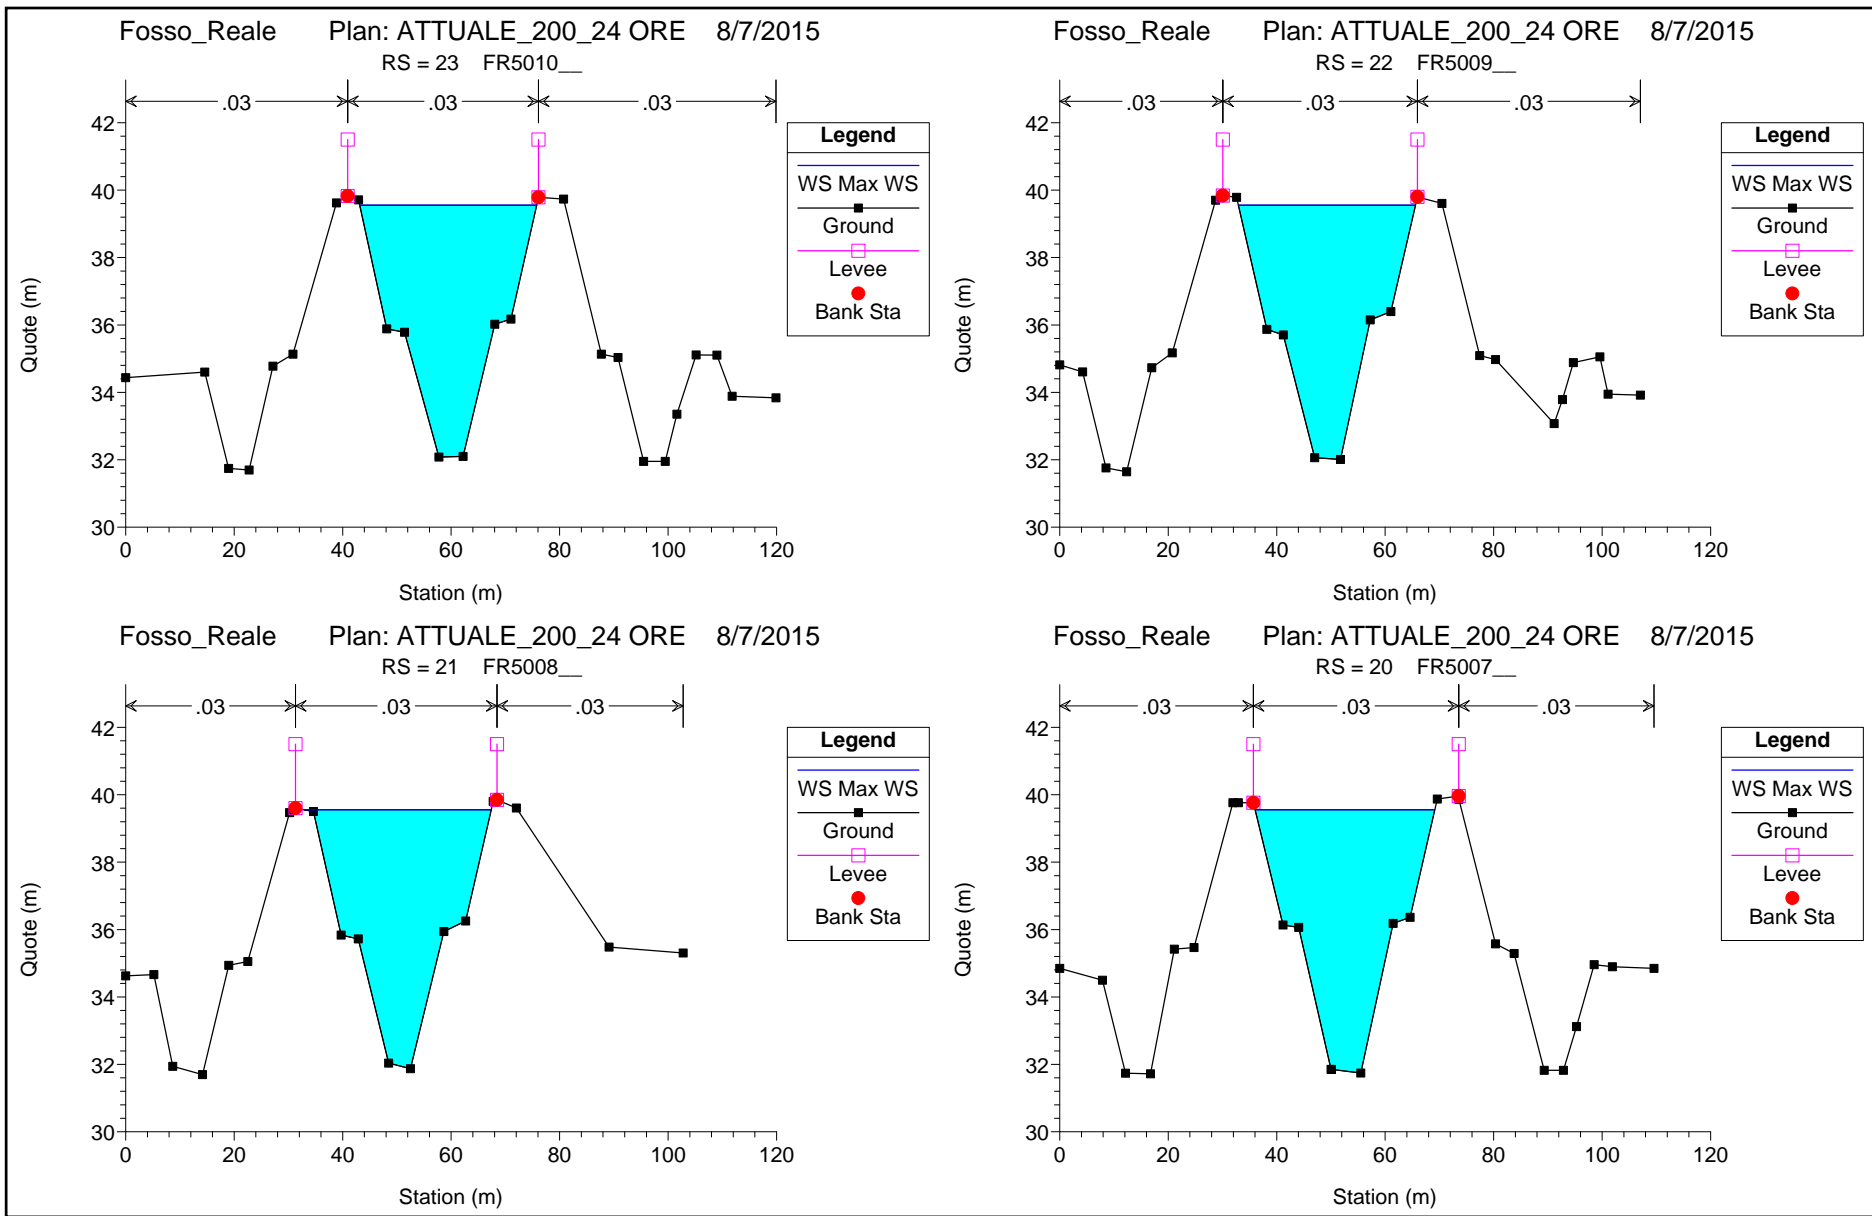 Fosso_Reale Plan: ATTUALE_200_24 ORE 8/7/2015
RS = 23 FR5010__
.03 .03 .03
42
40
38
36
34
32
30
0 20 40 60 80 100 120
Quote (m)
Station (m)
Legend
WS Max WS
Ground
Levee
Bank Sta
Fosso_Reale Plan: ATTUALE_200_24 ORE 8/7/2015
RS = 22 FR5009__
.03 .03 .03
42
40
38
36
34
32
30
0 20 40 60 80 100 120
Quote (m)
Station (m)
Legend
WS Max WS
Ground
Levee
Bank Sta
Fosso_Reale Plan: ATTUALE_200_24 ORE 8/7/2015
RS = 21 FR5008__
.03 .03 .03
42
40
38
36
34
32
30
0 20 40 60 80 100 120
Quote (m)
Station (m)
Legend
WS Max WS
Ground
Levee
Bank Sta
Fosso_Reale Plan: ATTUALE_200_24 ORE 8/7/2015
RS = 20 FR5007__
.03 .03 .03
42
40
38
36
34
32
30
0 20 40 60 80 100 120
Quote (m)
Station (m)
Legend
WS Max WS
Ground
Levee
Bank Sta